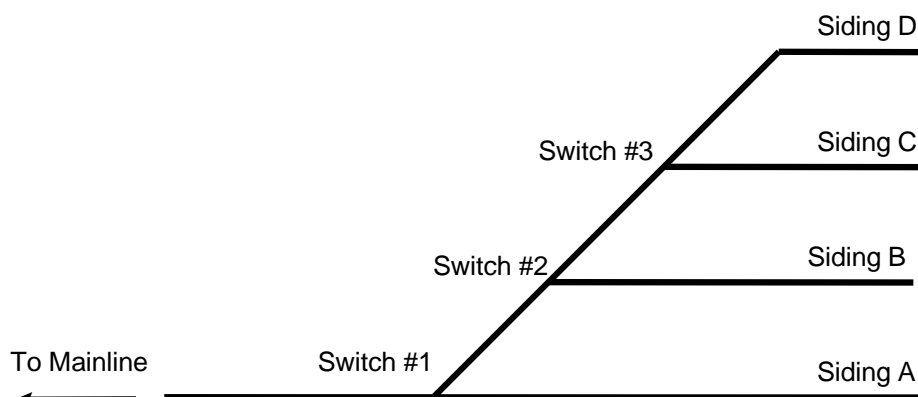 Siding D
Siding C
Switch #3
Siding B
Switch #2
To Mainline
Switch #1
Siding A